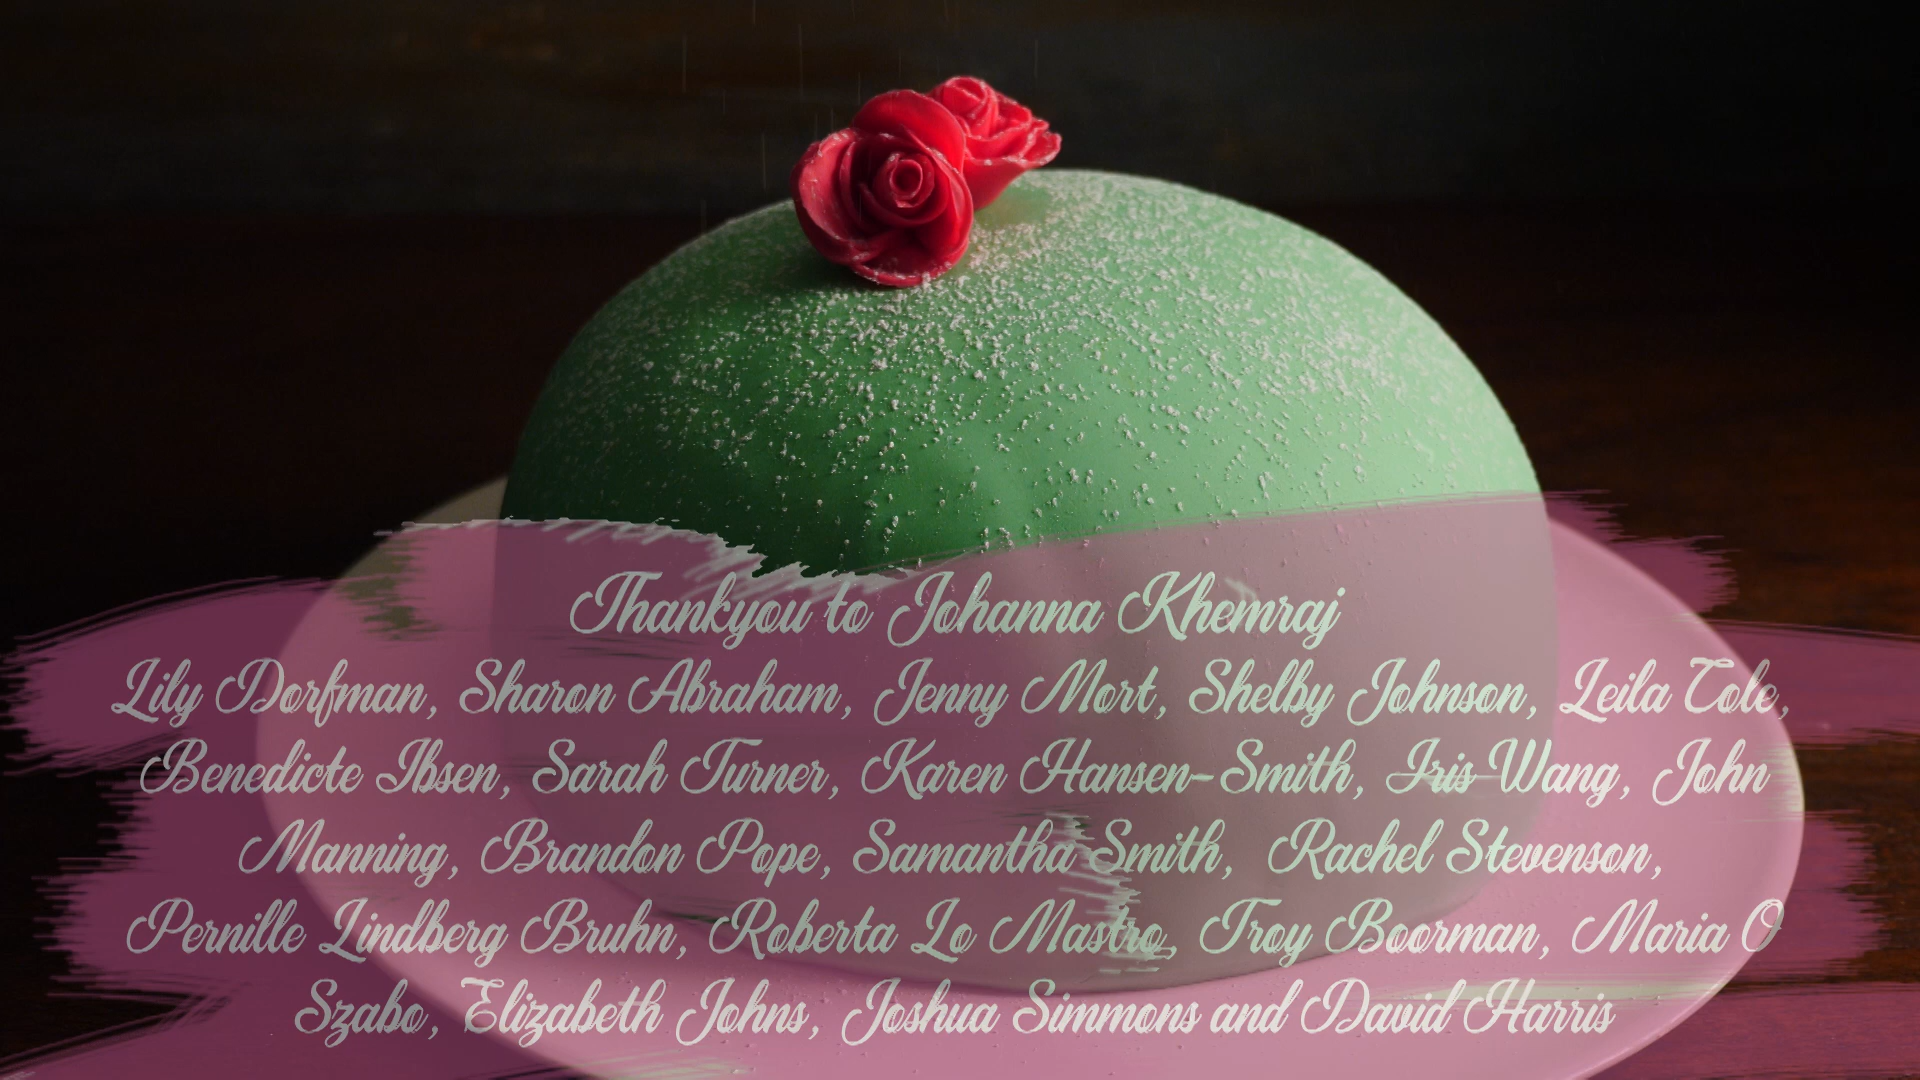 Thankyou to Johanna Khemraj
Lily Dorfman, Sharon Abraham, Jenny Mort, Shelby Johnson, Leila Cole,
Benedicte Ibsen, Sarah Turner, Karen Hansen-Smith, Iris Wang, John
Manning, Brandon Pope, Samantha Smith, Rachel Stevenson,
Pernille Lindberg Bruhn, Roberta Lo Mastro, Troy Boorman, Maria O
Szabo, Elizabeth Johns, Joshua Simmons and David Harris